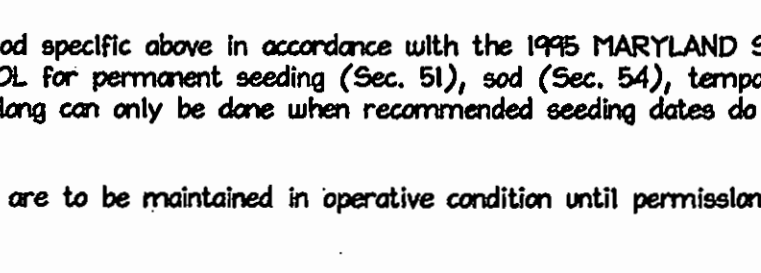 od specific above in accordance with the 1995 MARYLAND S
OL for permanent seeding (Sec. 51), sod (Sec. 54), tempo
long can only be done when recommended seeding dates do
are to be maintained in operative condition until permission